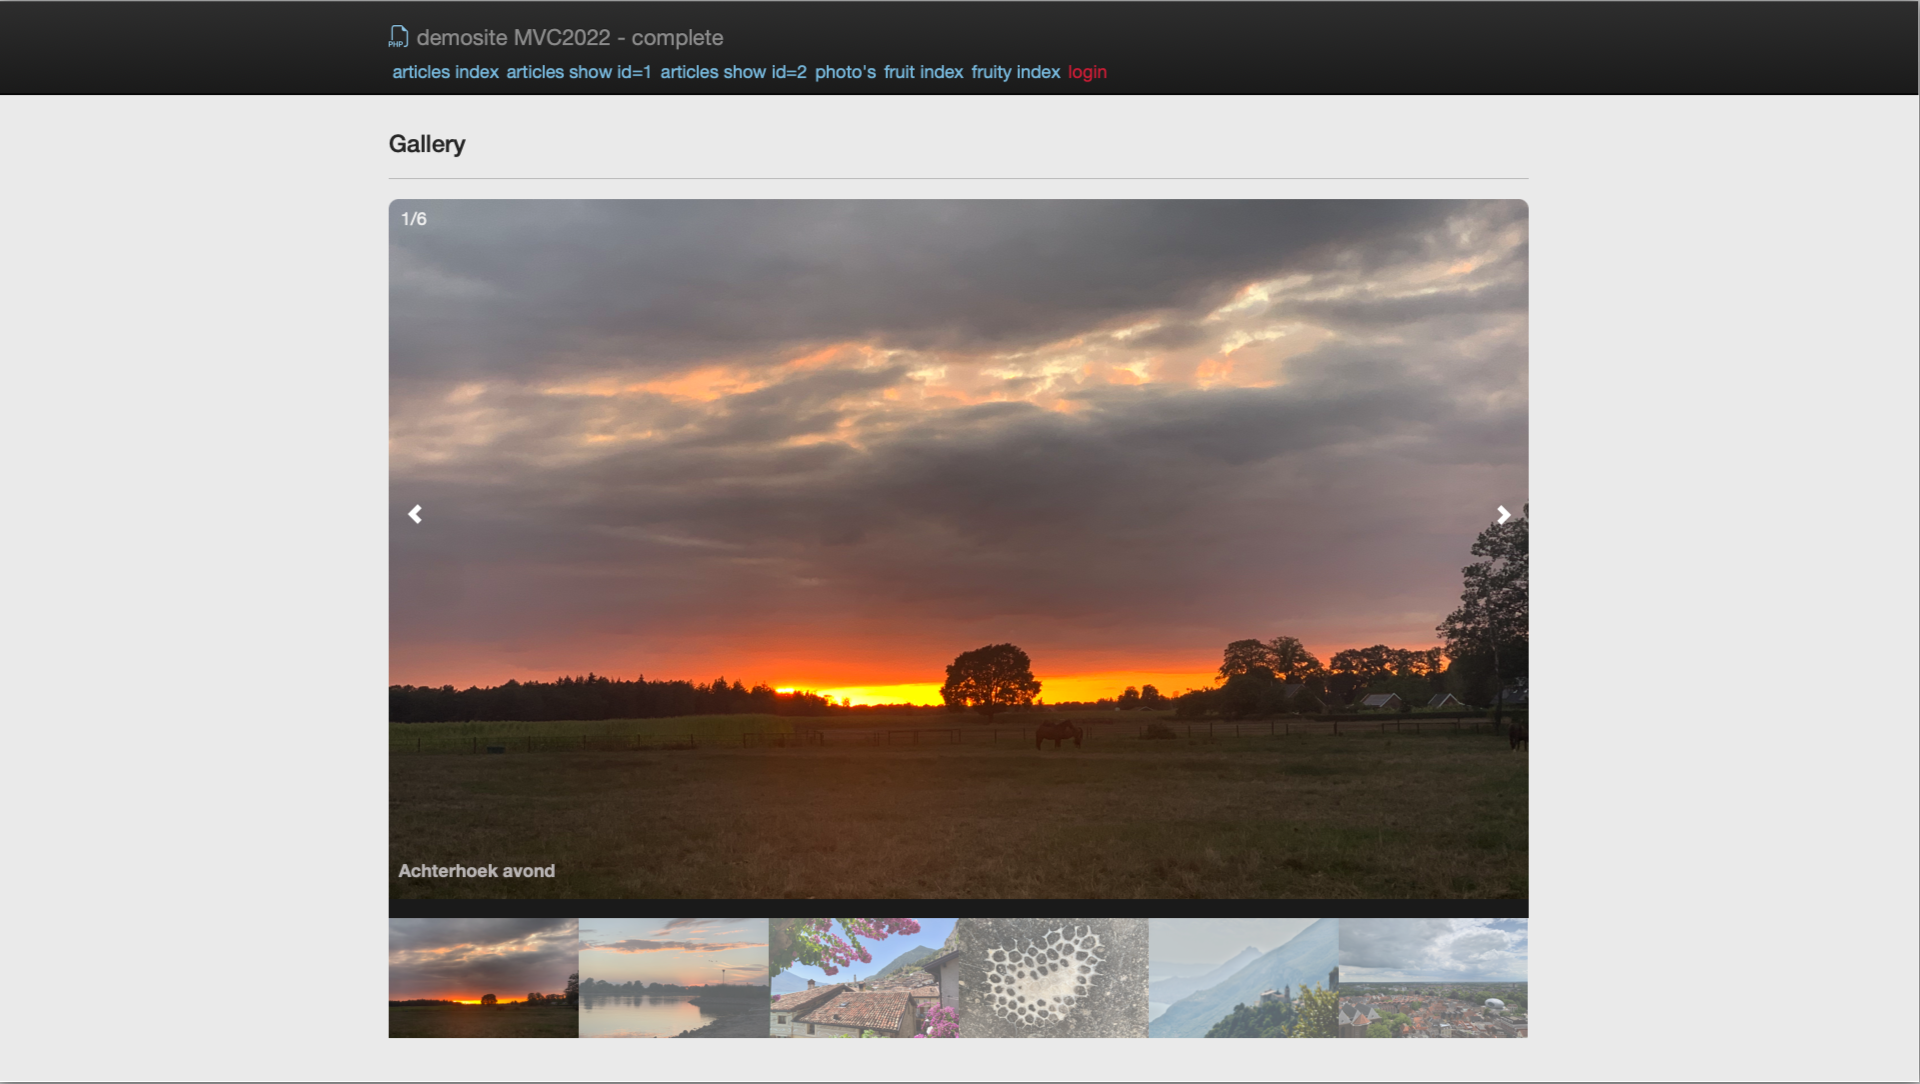 PHP demosite MVC2022 - complete
articles index articles show id=1 articles show id=2 photo's fruit index fruity index login
Gallery
1/6
Achterhoek avond